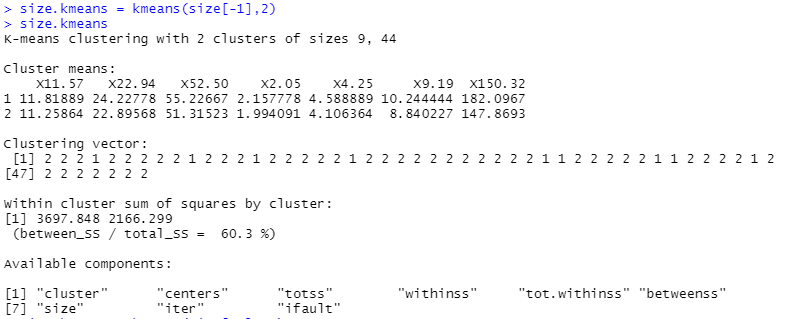 > size.kmeans = kmeans(size[-1],2)
> size.kmeans
K-means clustering with 2 clusters of sizes 9, 44
Cluster means:
X11.57 X22.94 X52.50 X2.05 X4.25 X9.19 X150.32
1 11.81889 24.22778 55.22667 2.157778 4.588889 10.244444 182.0967
2 11.25864 22.89568 51.31523 1.994091 4.106364 8.840227 147.8693
Clustering vector:
[1] 2 2 2 1 2 2 2 2 2 1 2 2 2 1 2 2 2 2 2 1 2 2 2 2 2 2 2 2 2 2 2 1 1 2 2 2 2 2 1 1 2 2 2 2 1 2
[47] 2 2 2 2 2 2 2
Within cluster sum of squares by cluster:
[1] 3697.848 2166.299
(between_SS / total_SS = 60.3 %)
Available components:
[1] "cluster" "centers" "totss" "withinss" "tot.withinss" "betweenss"
[7] "size" "iter" "ifault"